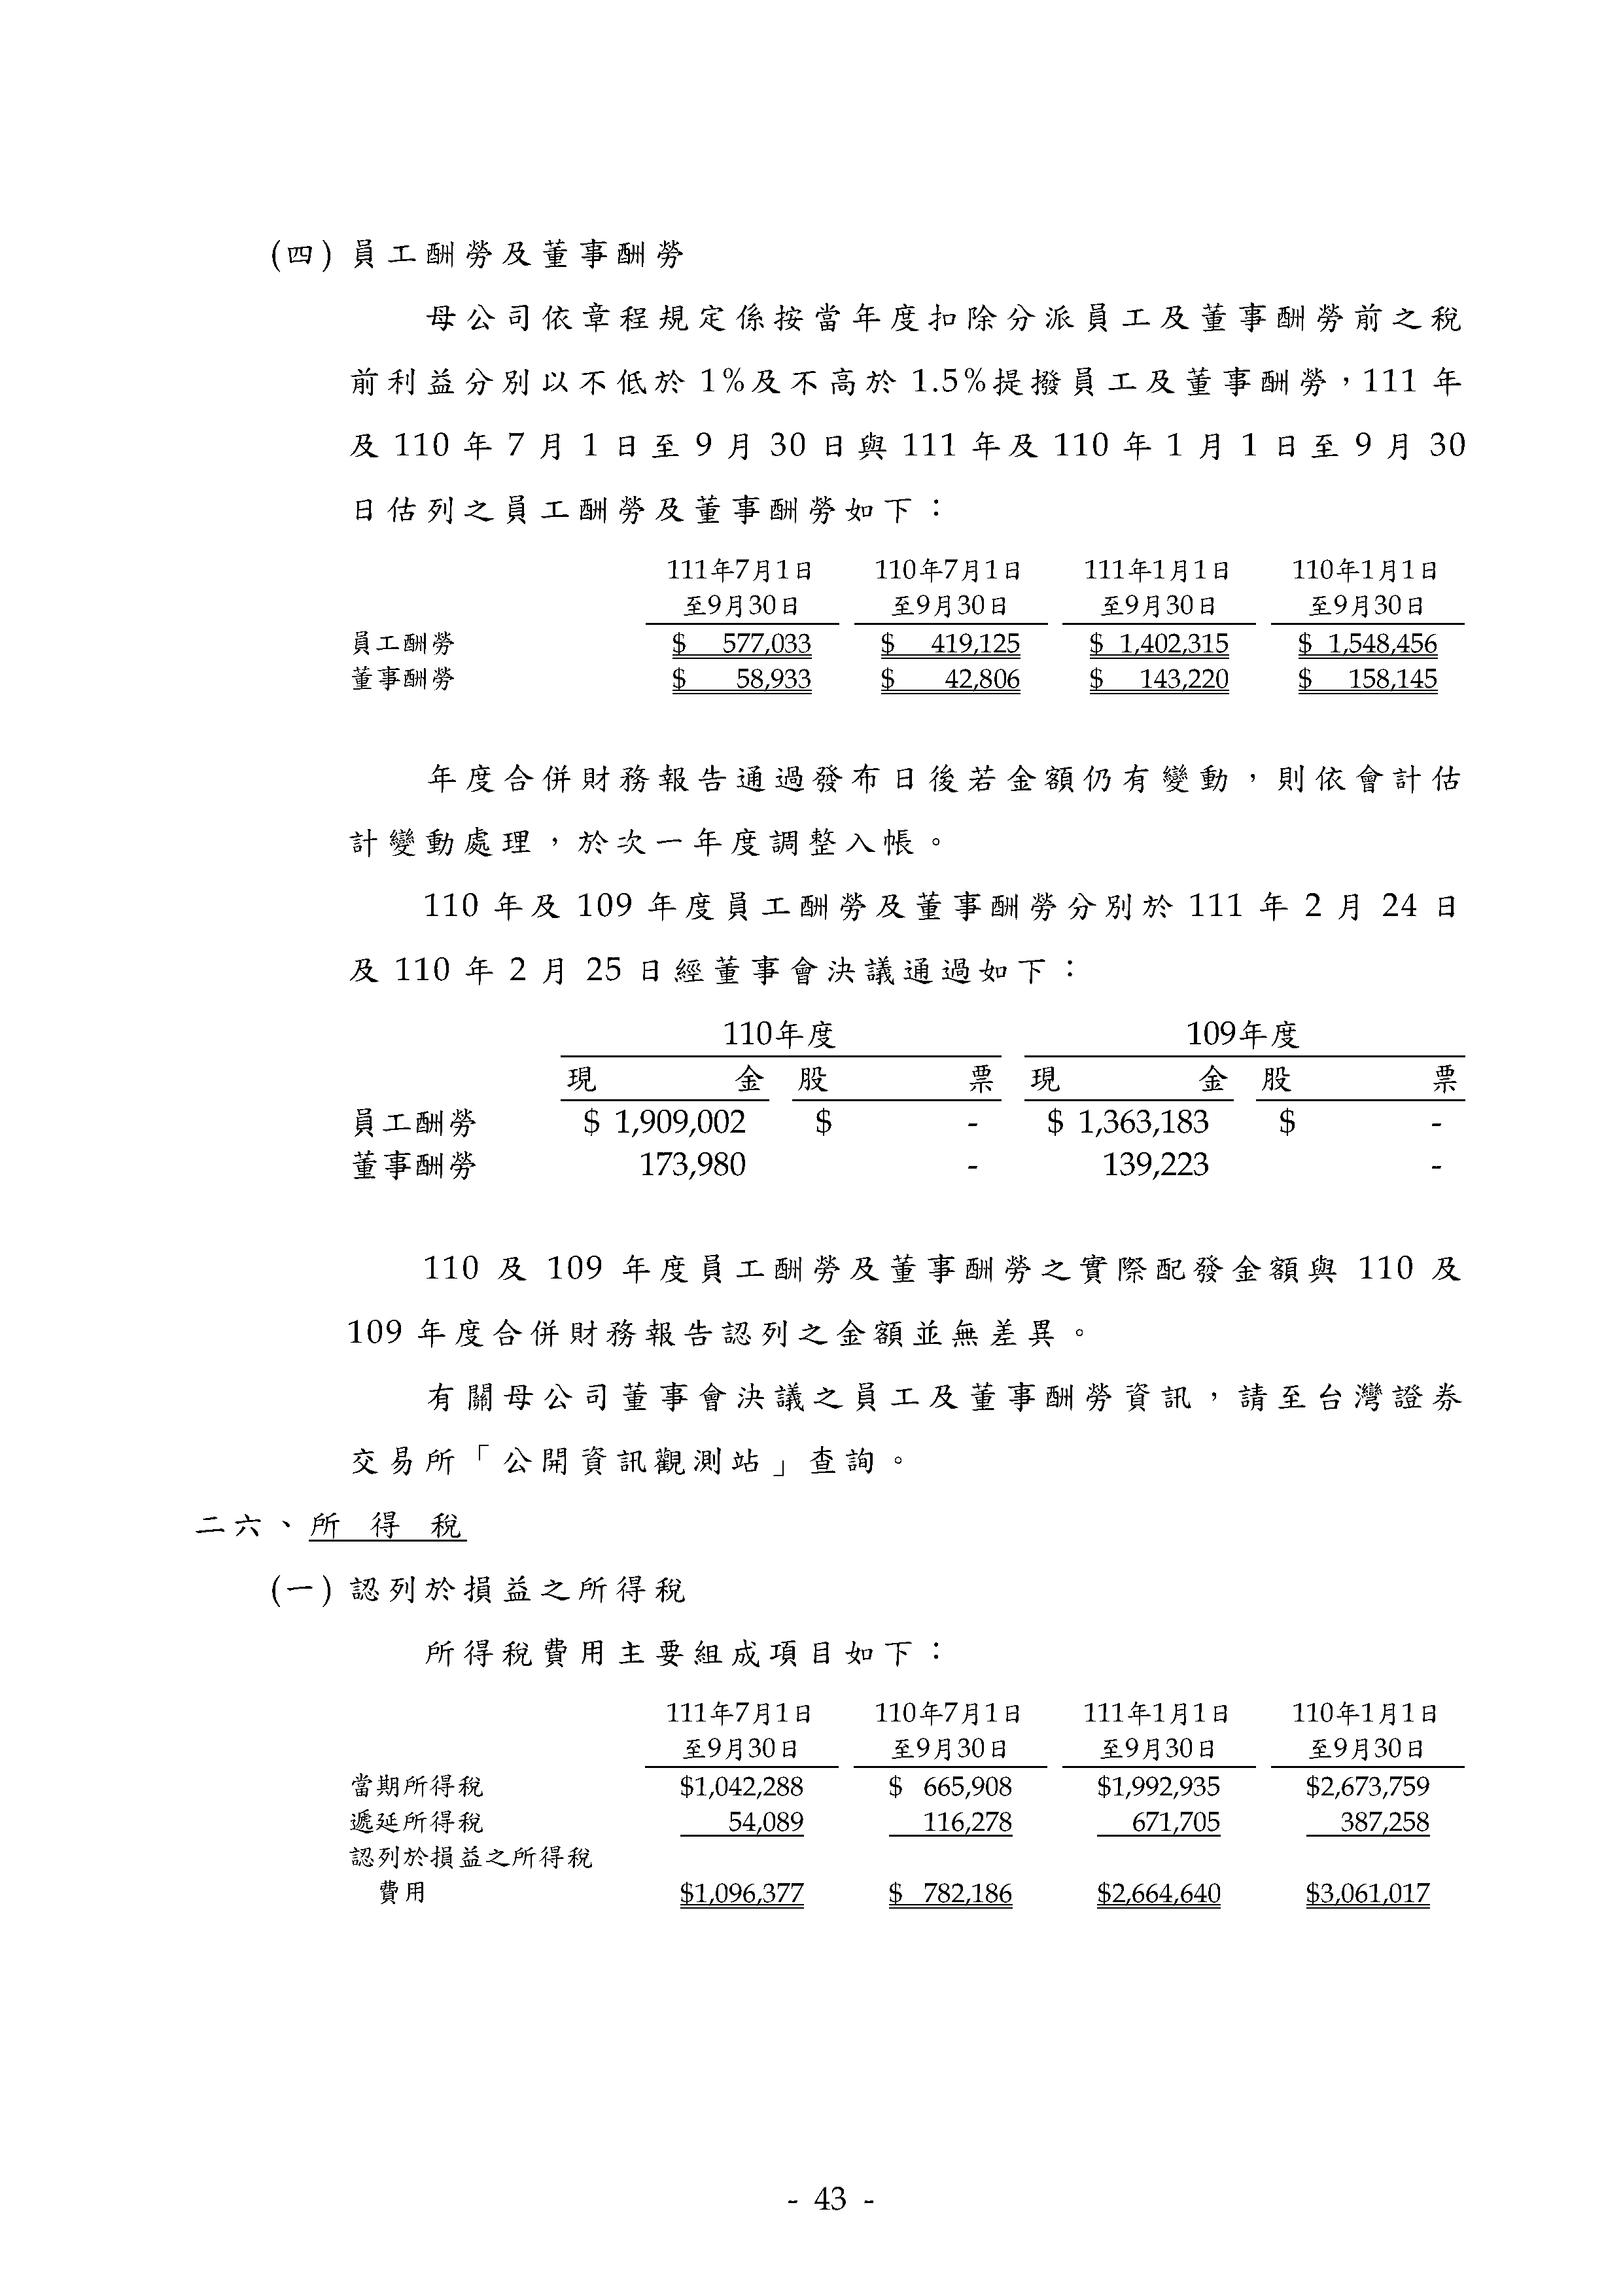 (四) 員工酬勞及董事酬勞
母公司依章程規定係按當年度扣除分派員工及董事酬勞前之稅
前利益分別以不低於 1%及不高於 1.5%提撥員工及董事酬勞，111 年
及 110 年 7 月 1 日至 9 月 30 日與 111 年及 110 年 1 月 1 日至 9 月 30
日估列之員工酬勞及董事酬勞如下：
111年7月1日 110年7月1日 111年1月1日 110年1月1日
至9月30日 至9月30日 至9月30日 至9月30日
員工酬勞 $ 577,033 $ 419,125 $ 1,402,315 $ 1,548,456
董事酬勞 $ 58,933 $ 42,806 $ 143,220 $ 158,145
年度合併財務報告通過發布日後若金額仍有變動，則依會計估
計變動處理，於次一年度調整入帳。
110 年及 109 年度員工酬勞及董事酬勞分別於 111 年 2 月 24 日
及 110 年 2 月 25 日經董事會決議通過如下：
110年度 109年度
現金 股票 現金 股票
員工酬勞 $ 1,909,002 $ - $ 1,363,183 $ -
董事酬勞 173,980 - 139,223 -
110 及 109 年度員工酬勞及董事酬勞之實際配發金額與 110 及
109 年度合併財務報告認列之金額並無差異。
有關母公司董事會決議之員工及董事酬勞資訊，請至台灣證券
交易所「公開資訊觀測站」查詢。
二六、所得稅
(一) 認列於損益之所得稅
所得稅費用主要組成項目如下：
111年7月1日 110年7月1日 111年1月1日 110年1月1日
至9月30日 至9月30日 至9月30日 至9月30日
當期所得稅 $1,042,288 $ 665,908 $1,992,935 $2,673,759
遞延所得稅 54,089 116,278 671,705 387,258
認列於損益之所得稅
費用 $1,096,377 $ 782,186 $2,664,640 $3,061,017
- 43 -